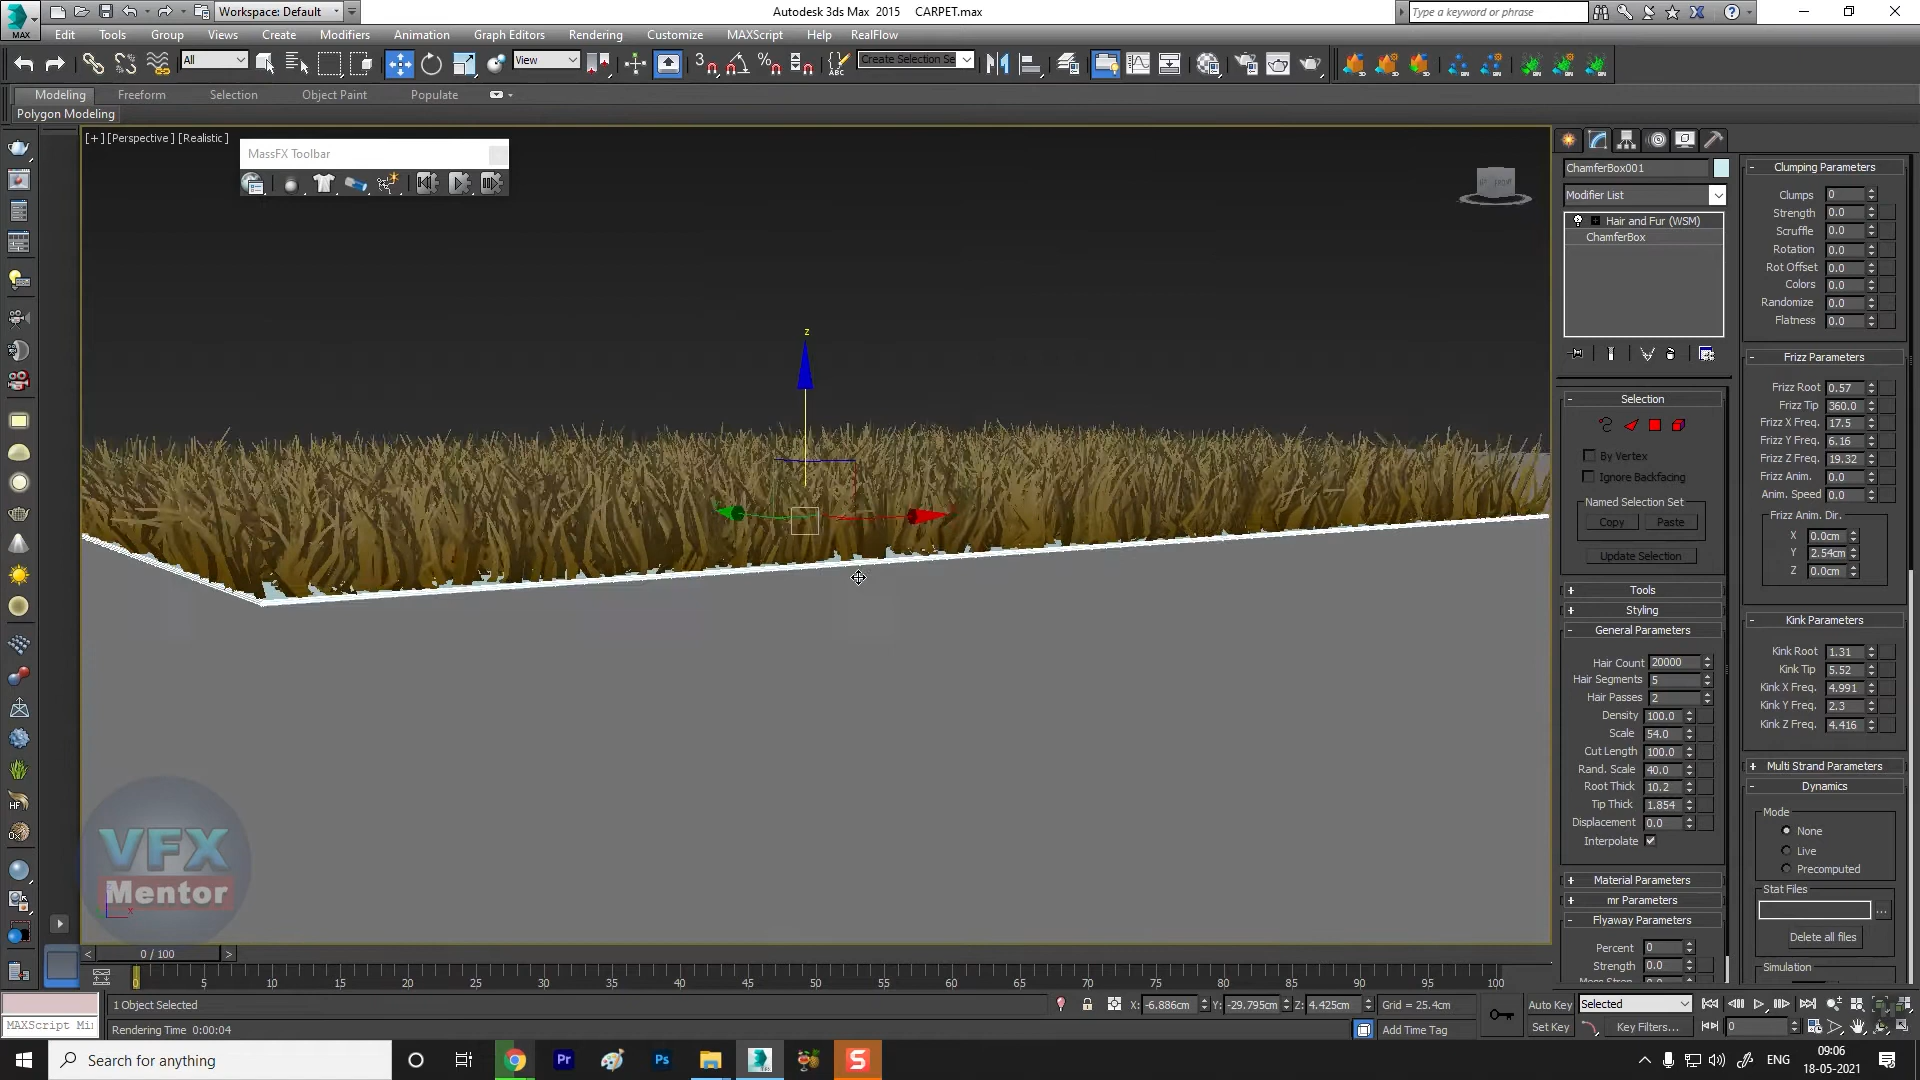 MAX
Workspace: Default
Autodesk 3ds Max 2015 CARPET.max
Type a keyword or phrase
Edit Tools Group Views Create Modifiers Animation Graph Editors Rendering Customize MAXScript Help RealFlow
All
View
Create Selection Se
Modeling Freeform Selection Object Paint Populate
Polygon Modeling
[+] [Perspective] [Realistic]
MassFX Toolbar
z
FRONT
ChamferBox001
Modifier List
Hair and Fur (WSM)
ChamferBox
Selection
By Vertex
Ignore Backfacing
Named Selection Set
Copy Paste
Update Selection
Tools
Styling
General Parameters
Hair Count 20000
Hair Segments 5
Hair Passes 2
Density 100.0
Scale 54.0
Cut Length 100.0
Rand. Scale 40.0
Root Thick 10.2
Tip Thick 1.854
Displacement 0.0
Interpolate
Material Parameters
mr Parameters
Flyaway Parameters
Percent 0
Strength 0.0
Clumping Parameters
Clumps 0
Strength 0.0
Scruffle 0.0
Rotation 0.0
Rot Offset 0.0
Colors 0.0
Randomize 0.0
Flatness 0.0
Frizz Parameters
Frizz Root 0.57
Frizz Tip 360.0
Frizz X Freq. 17.5
Frizz Y Freq. 6.16
Frizz Z Freq. 19.32
Frizz Anim. 0.0
Anim. Speed 0.0
Frizz Anim. Dir.
X 0.0cm
Y 2.54cm
Z 0.0cm
Kink Parameters
Kink Root 1.31
Kink Tip 5.52
Kink X Freq. 4.991
Kink Y Freq. 2.3
Kink Z Freq. 4.416
Multi Strand Parameters
Dynamics
Mode
None
Live
Precomputed
Stat Files
...
Delete all files
Simulation
HF
VFX
Mentor
x
< 0 / 100 >
0 5 10 15 20 25 30 35 40 45 50 55 60 65 70 75 80 85 90 95 100
1 Object Selected
X: -6.886cm Y: -29.795cm Z: 4.425cm Grid = 25.4cm
Auto Key Selected
MAXScript Mi
Rendering Time 0:00:04
Add Time Tag
Set Key Key Filters... 0
Search for anything
Pr
Ps
S
ENG
09:06
18-05-2021